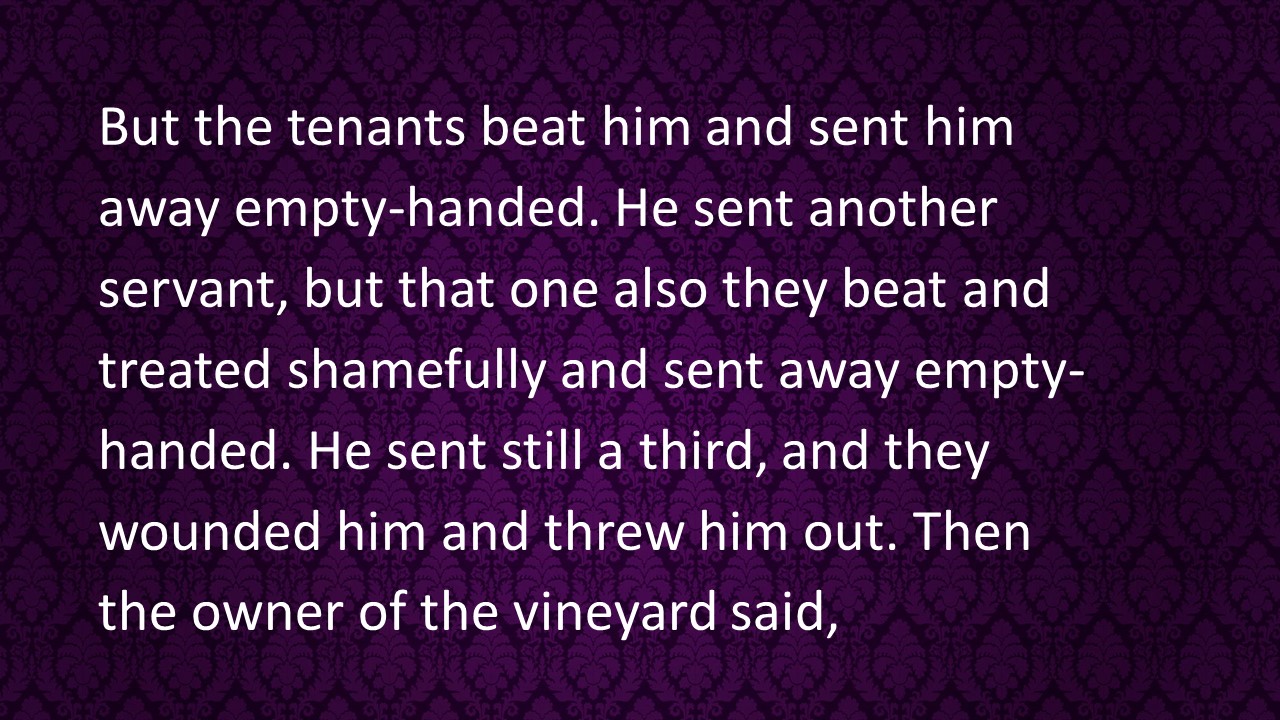 But the tenants beat him and sent him
away empty-handed. He sent another
servant, but that one also they beat and
treated shamefully and sent away empty-
handed. He sent still a third, and they
wounded him and threw him out. Then
the owner of the vineyard said,